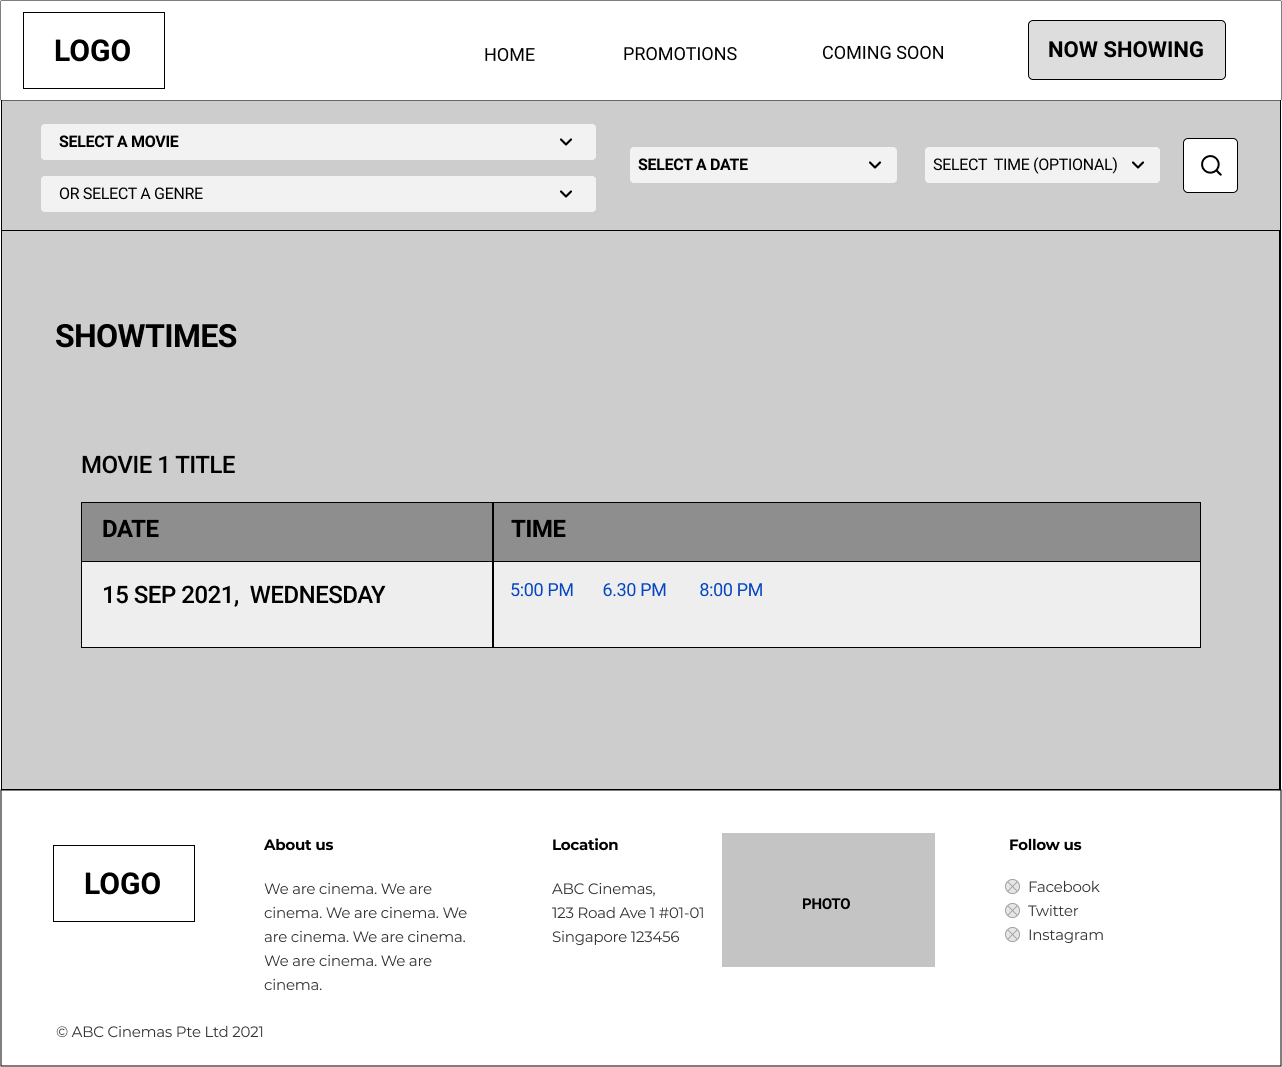 LOGO
HOME
PROMOTIONS
COMING SOON
NOW SHOWING
SELECT A MOVIE
OR SELECT A GENRE
SELECT A DATE
SELECT  TIME (OPTIONAL)
SHOWTIMES
MOVIE 1 TITLE
DATE
TIME
15 SEP 2021,  WEDNESDAY
5:00 PM
6.30 PM
8:00 PM
LOGO
About us
We are cinema. We are
cinema. We are cinema. We
are cinema. We are cinema.
We are cinema. We are
cinema.
Location
ABC Cinemas,
123 Road Ave 1 #01-01
Singapore 123456
PHOTO
Follow us
Facebook
Twitter
Instagram
© ABC Cinemas Pte Ltd 2021